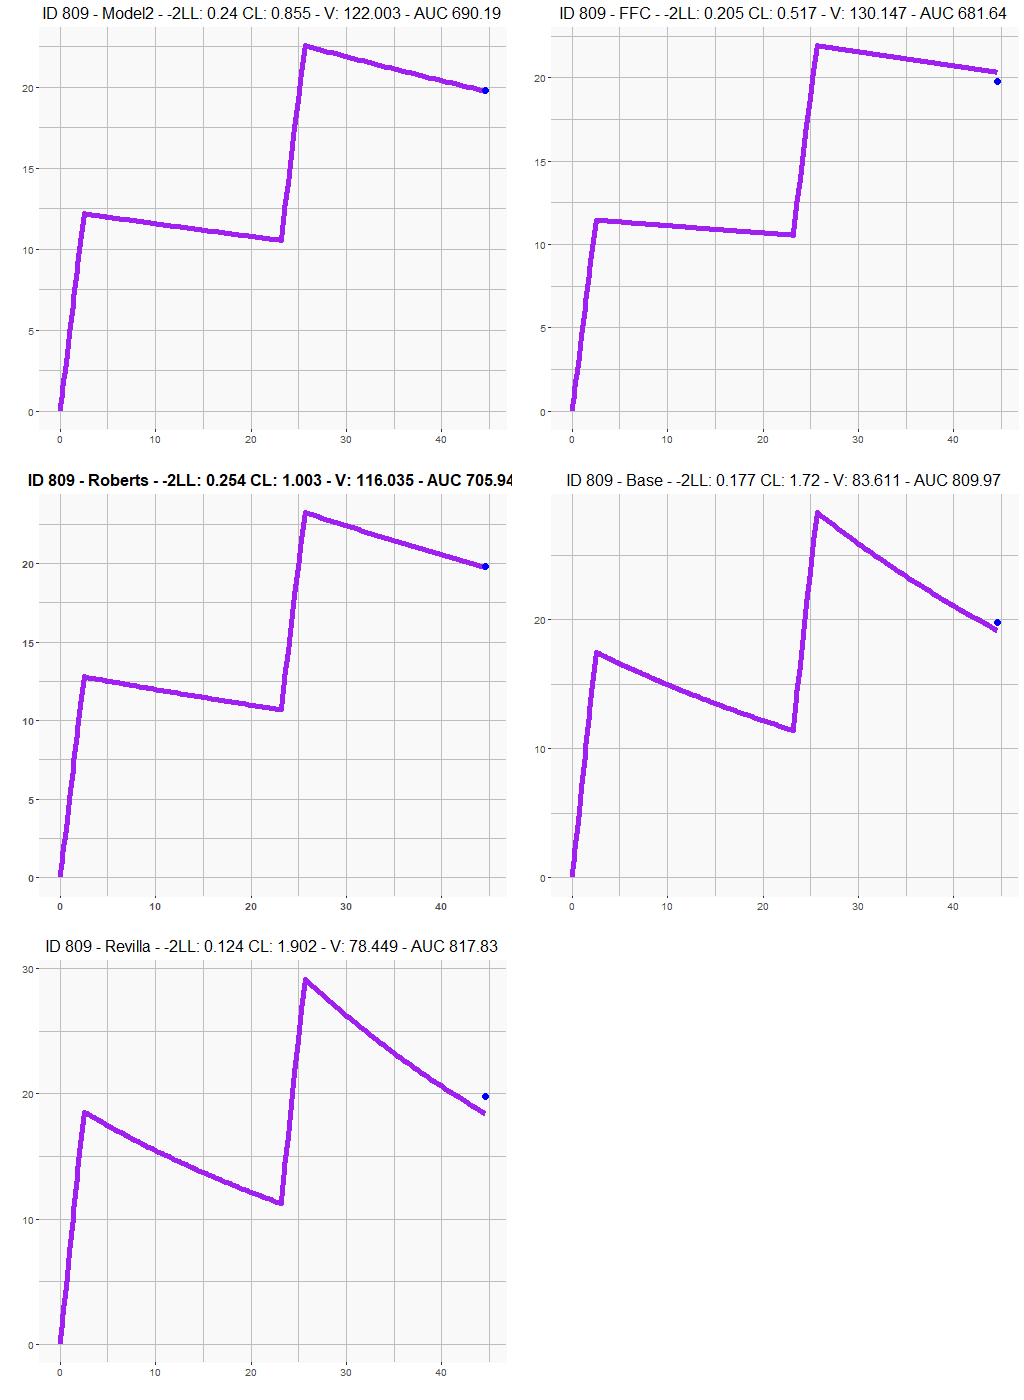 ID 809 - Model2 - -2LL: 0.24 CL: 0.855 - V: 122.003 - AUC 690.19
20
15
10
5
0
0 10 20 30 40
ID 809 - FFC - -2LL: 0.205 CL: 0.517 - V: 130.147 - AUC 681.64
20
15
10
5
0
0 10 20 30 40
ID 809 - Roberts - -2LL: 0.254 CL: 1.003 - V: 116.035 - AUC 705.94
20
15
10
5
0
0 10 20 30 40
ID 809 - Base - -2LL: 0.177 CL: 1.72 - V: 83.611 - AUC 809.97
20
10
0
0 10 20 30 40
ID 809 - Revilla - -2LL: 0.124 CL: 1.902 - V: 78.449 - AUC 817.83
30
20
10
0
0 10 20 30 40